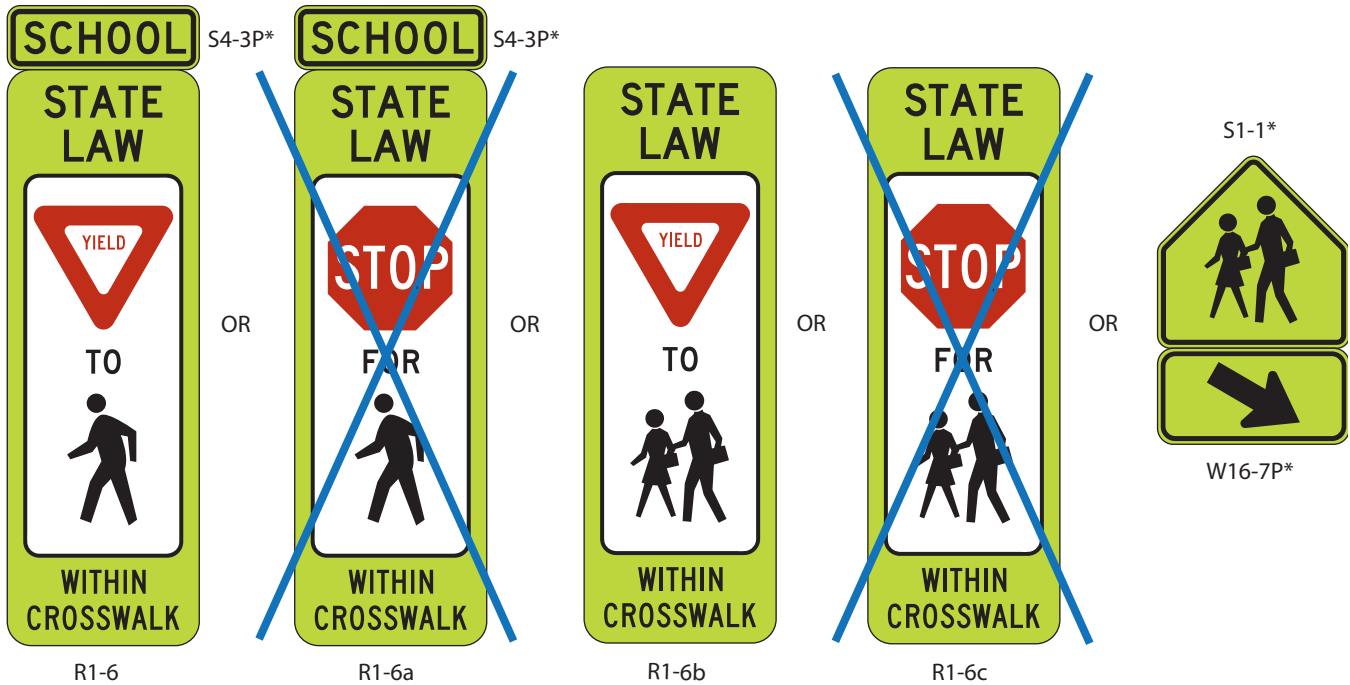 SCHOOL
S4-3P*
STATE
LAW
YIELD
TO
WITHIN
CROSSWALK
R1-6
OR
SCHOOL
S4-3P*
STATE
LAW
STOP
FOR
WITHIN
CROSSWALK
R1-6a
OR
STATE
LAW
YIELD
TO
WITHIN
CROSSWALK
R1-6b
OR
STATE
LAW
STOP
FOR
WITHIN
CROSSWALK
R1-6c
OR
S1-1*
W16-7P*